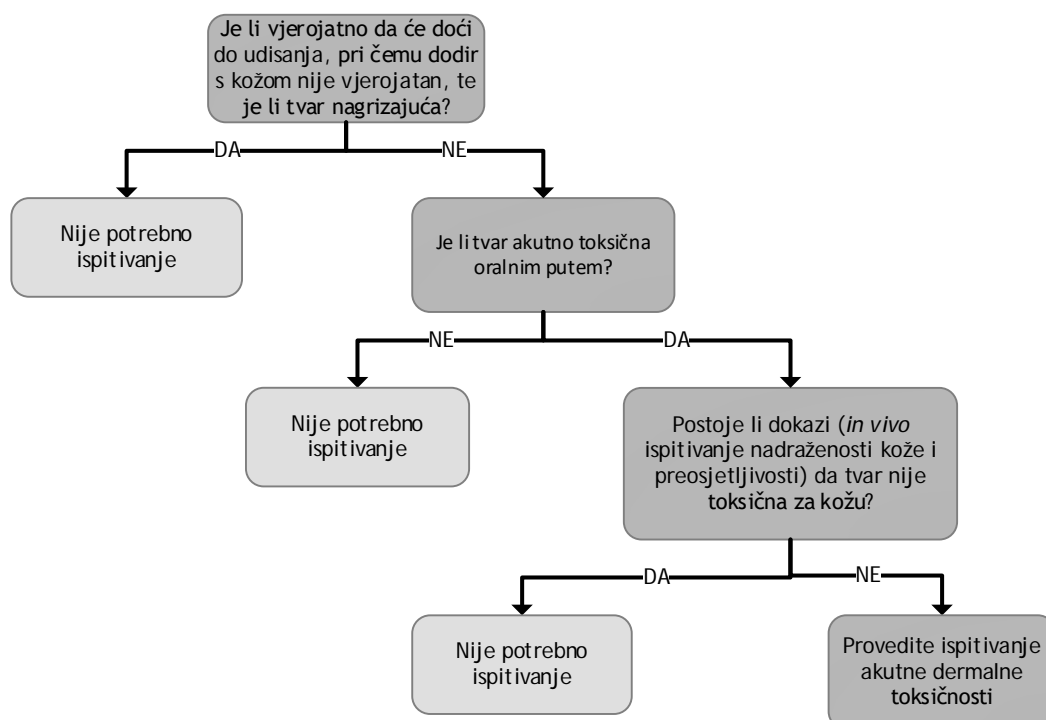 Je li vjerojatno da će doći
do udisanja, pri čemu dodir
s kožom nije vjerojatan, te
je li tvar nagrizajuća?
DA
NE
Nije potrebno
ispitivanje
Je li tvar akutno toksična
oralnim putem?
NE
DA
Nije potrebno
ispitivanje
Postoje li dokazi (in vivo
ispitivanje nadraženosti kože i
preosjetljivosti) da tvar nije
toksična za kožu?
DA
NE
Nije potrebno
ispitivanje
Provedite ispitivanje
akutne dermalne
toksičnosti